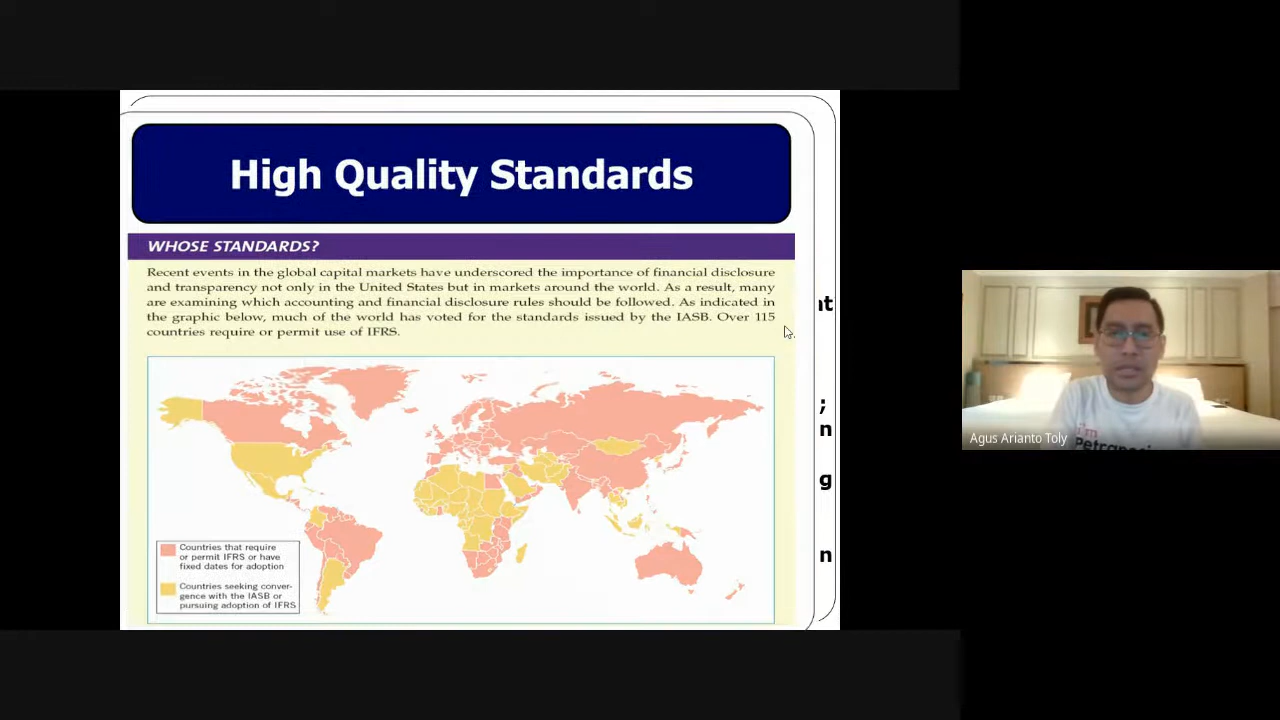 High Quality Standards
WHOSE STANDARDS?
Recent events in the global capital markets have underscored the importance of financial disclosure
and transparency not only in the United States but in markets around the world. As a result, many
are examining which accounting and financial disclosure rules should be followed. As indicated in
the graphic below, much of the world has voted for the standards issued by the IASB. Over 115
countries require or permit use of IFRS.
Countries that require
or permit IFRS or have
fixed dates for adoption
Countries seeking conver-
gence with the IASB or
pursuing adoption of IFRS
nt
;
n
g
n
I'm
Petranesian
Agus Arianto Toly